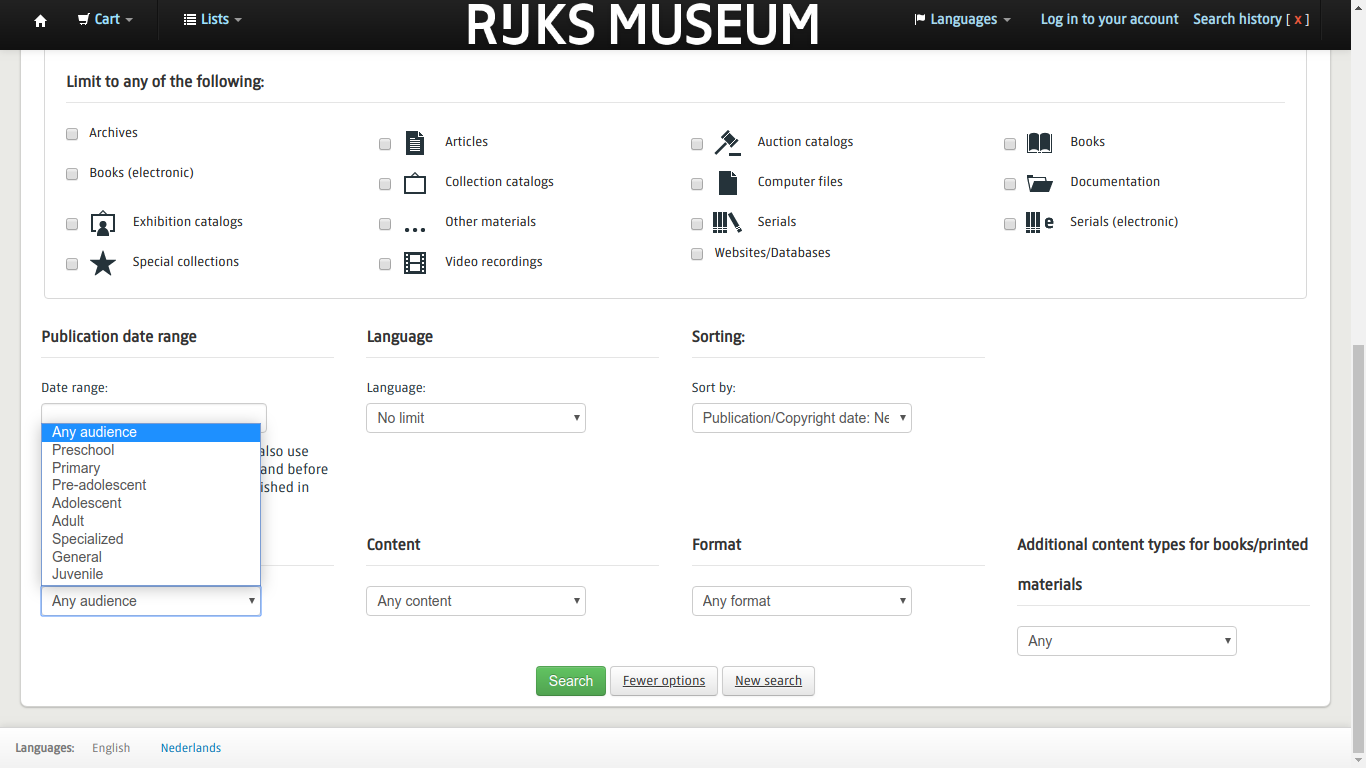 Cart
Lists
RIJKS MUSEUM
Languages
Log in to your account
Search history [ x ]
Limit to any of the following:
Archives
Articles
Auction catalogs
Books
Books (electronic)
Collection catalogs
Computer files
Documentation
Exhibition catalogs
Other materials
Serials
e
Serials (electronic)
Special collections
Video recordings
Websites/Databases
Publication date range
Language
Sorting:
Date range:
Language:
Sort by:
No limit
Publication/Copyright date: Ne
also use
and before
ished in
Any audience
Preschool
Primary
Pre-adolescent
Adolescent
Adult
Specialized
General
Juvenile
Content
Format
Additional content types for books/printed
materials
Any audience
Any content
Any format
Any
Search
Fewer options
New search
Languages:
English
Nederlands